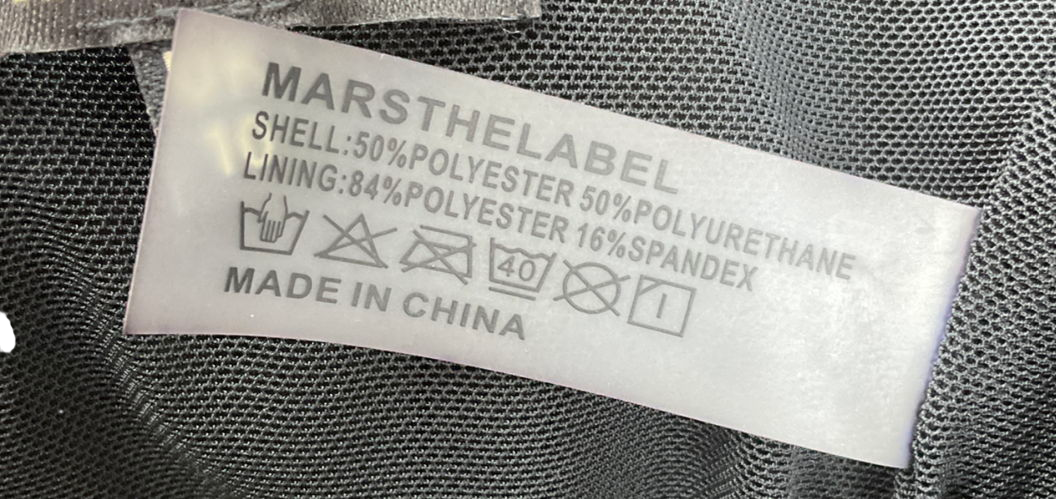 MARSTHELABEL
SHELL:50%POLYESTER 50%POLYURETHANE
LINING:84%POLYESTER 16%SPANDEX
40
MADE IN CHINA